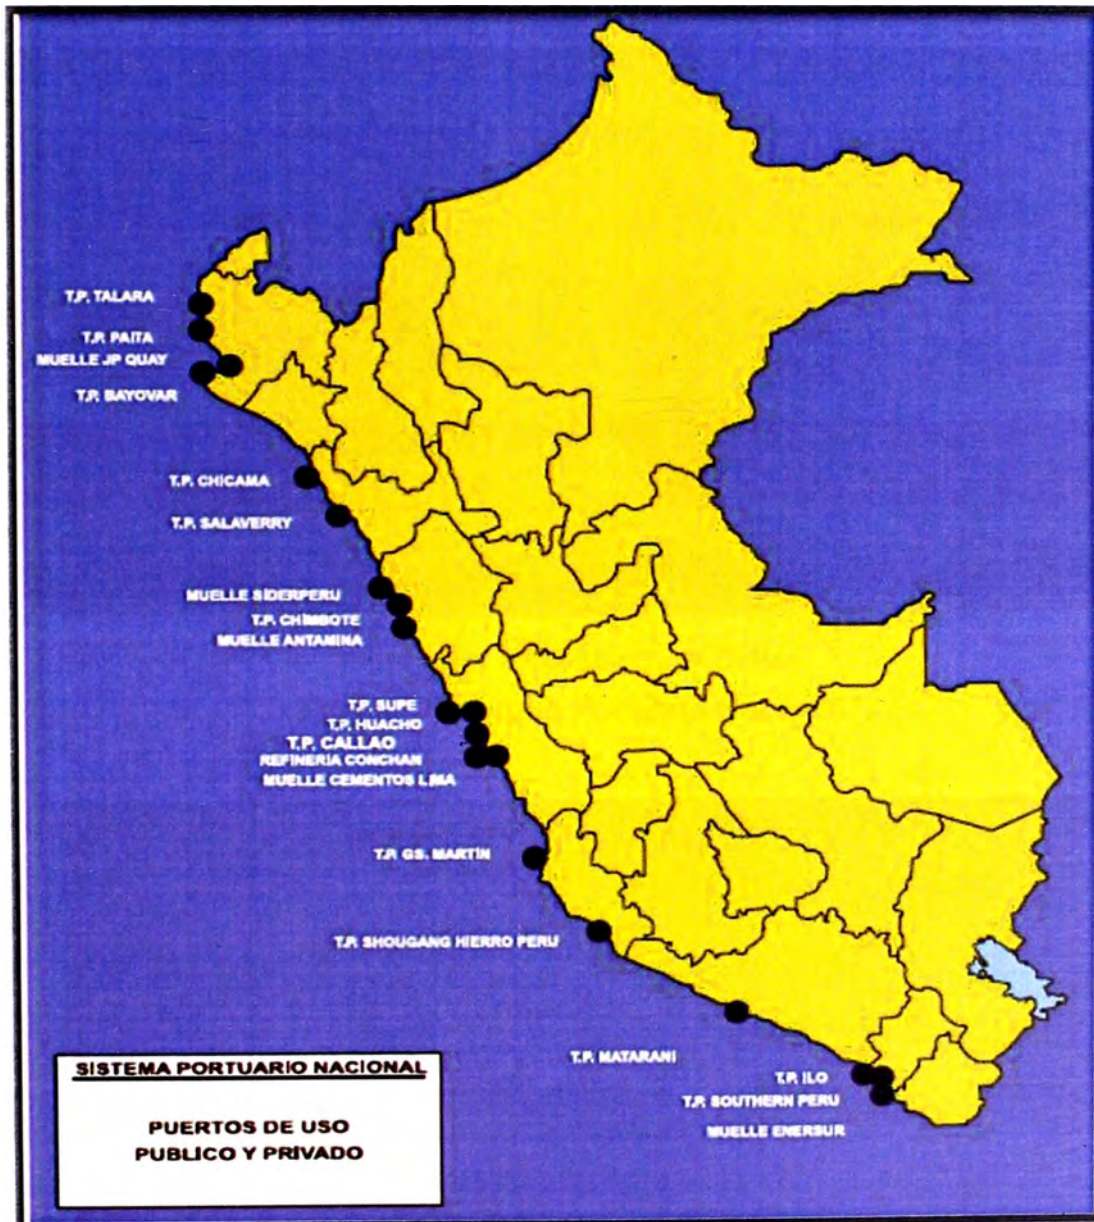 T.P. TALARA
T.P. PAITA
MUELLE JP QUAY
T.P. BAYOVAR
T.P. CHICAMA
T.P. SALAVERRY
MUELLE SIDERPERU
T.P. CHIMBOTE
MUELLE ANTAMINA
T.P. SUPE
T.P. HUACHO
T.P. CALLAO
REFINERIA CONCHAN
MUELLE CEMENTOS LIMA
T.P. GS. MARTIN
T.P. SHOUGANG HIERRO PERU
T.P. MATARANI
T.P. ILO
T.P. SOUTHERN PERU
MUELLE ENERSUR
SISTEMA PORTUARIO NACIONAL
PUERTOS DE USO
PUBLICO Y PRIVADO